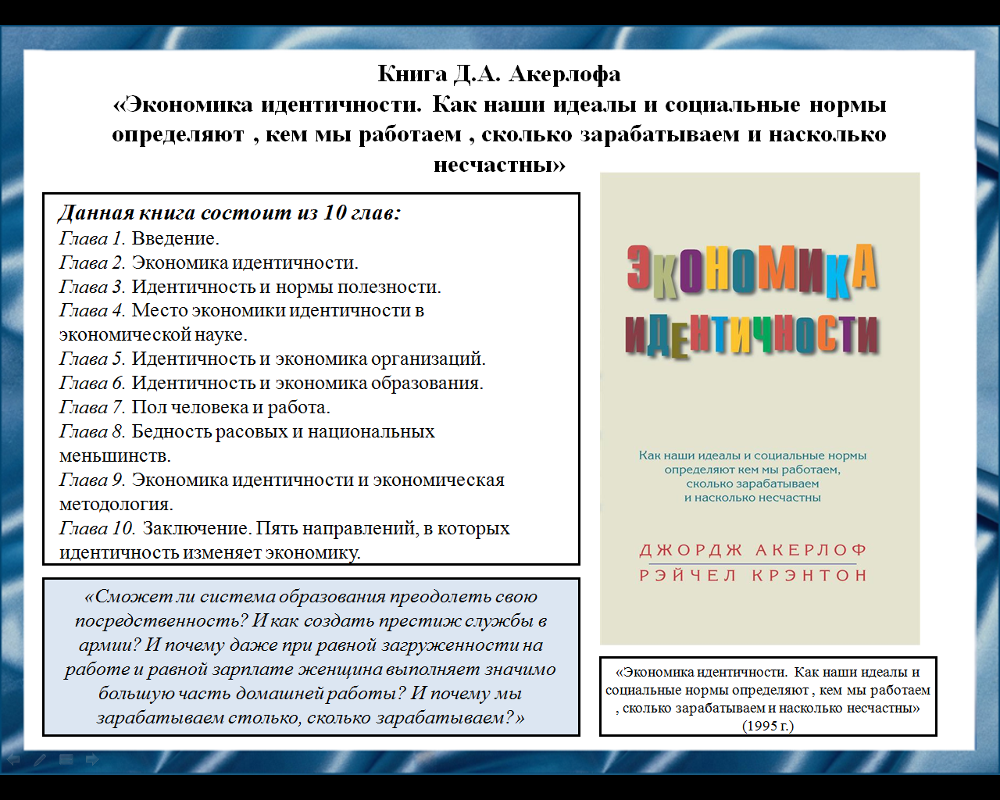 Книга Д.А. Акерлофа
«Экономика идентичности. Как наши идеалы и социальные нормы
определяют , кем мы работаем , сколько зарабатываем и насколько
несчастны»
Данная книга состоит из 10 глав:
Глава 1. Введение.
Глава 2. Экономика идентичности.
Глава 3. Идентичность и нормы полезности.
Глава 4. Место экономики идентичности в
экономической науке.
Глава 5. Идентичность и экономика организаций.
Глава 6. Идентичность и экономика образования.
Глава 7. Пол человека и работа.
Глава 8. Бедность расовых и национальных
меньшинств.
Глава 9. Экономика идентичности и экономическая
методология.
Глава 10. Заключение. Пять направлений, в которых
идентичность изменяет экономику.
«Сможет ли система образования преодолеть свою
посредственность? И как создать престиж службы в
армии? И почему даже при равной загруженности на
работе и равной зарплате женщина выполняет значимо
большую часть домашней работы? И почему мы
зарабатываем столько, сколько зарабатываем?»
ЭКОНОМИКА
ИДЕНТИЧНОСТИ
Как наши идеалы и социальные нормы
определяют кем мы работаем,
сколько зарабатываем
и насколько несчастны
ДЖОРДЖ АКЕРЛОФ
РЭЙЧЕЛ КРЭНТОН
«Экономика идентичности. Как наши идеалы и
социальные нормы определяют , кем мы работаем
, сколько зарабатываем и насколько несчастны»
(1995 г.)